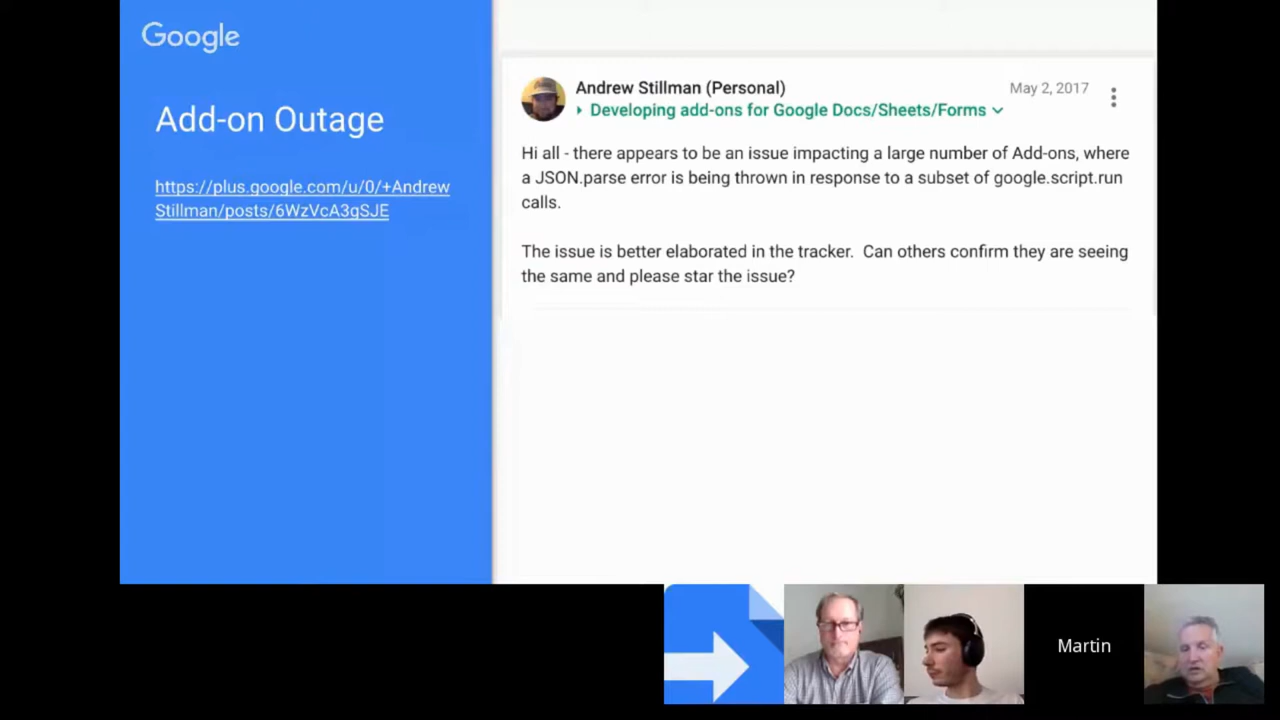 Google
Add-on Outage
https://plus.google.com/u/0/+Andrew
Stillman/posts/6WzVcA3gSJE
Andrew Stillman (Personal)
May 2, 2017
Developing add-ons for Google Docs/Sheets/Forms
Hi all - there appears to be an issue impacting a large number of Add-ons, where
a JSON.parse error is being thrown in response to a subset of google.script.run
calls.
The issue is better elaborated in the tracker. Can others confirm they are seeing
the same and please star the issue?
Martin